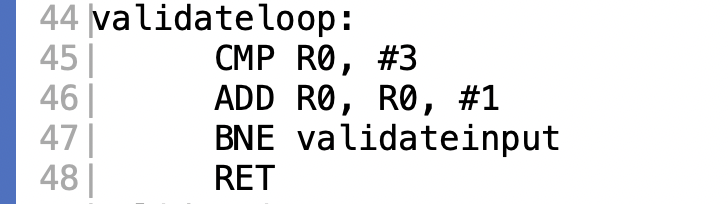 44|validateloop:
45|      CMP R0, #3
46|      ADD R0, R0, #1
47|      BNE validateinput
48|      RET